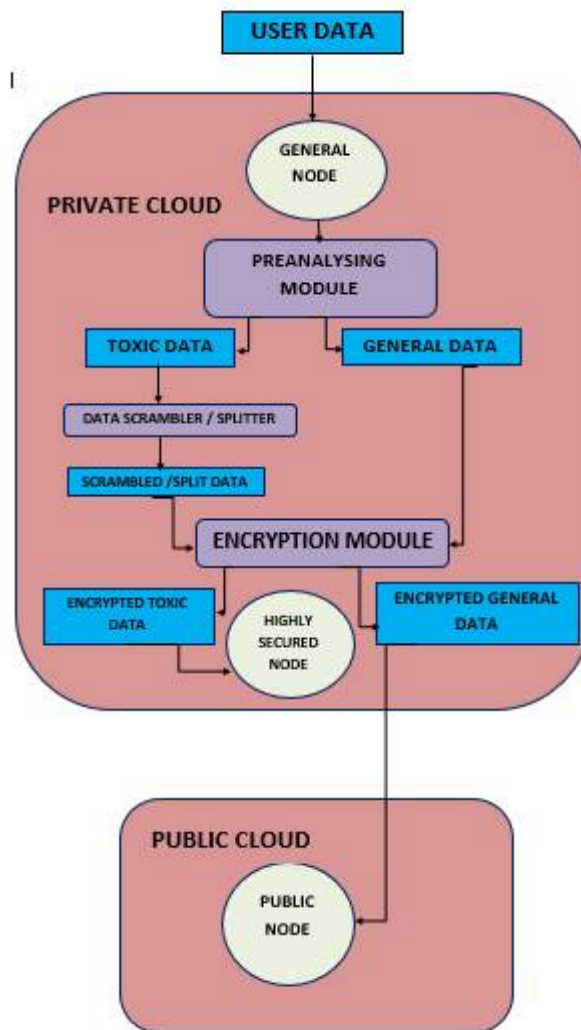 USER DATA
GENERAL
NODE
PRIVATE CLOUD
PREANALYSING
MODULE
TOXIC DATA
GENERAL DATA
DATA SCRAMBLER / SPLITTER
SCRAMBLED /SPLIT DATA
ENCRYPTION MODULE
ENCRYPTED TOXIC
DATA
HIGHLY
SECURED
NODE
ENCRYPTED GENERAL
DATA
PUBLIC CLOUD
PUBLIC
NODE